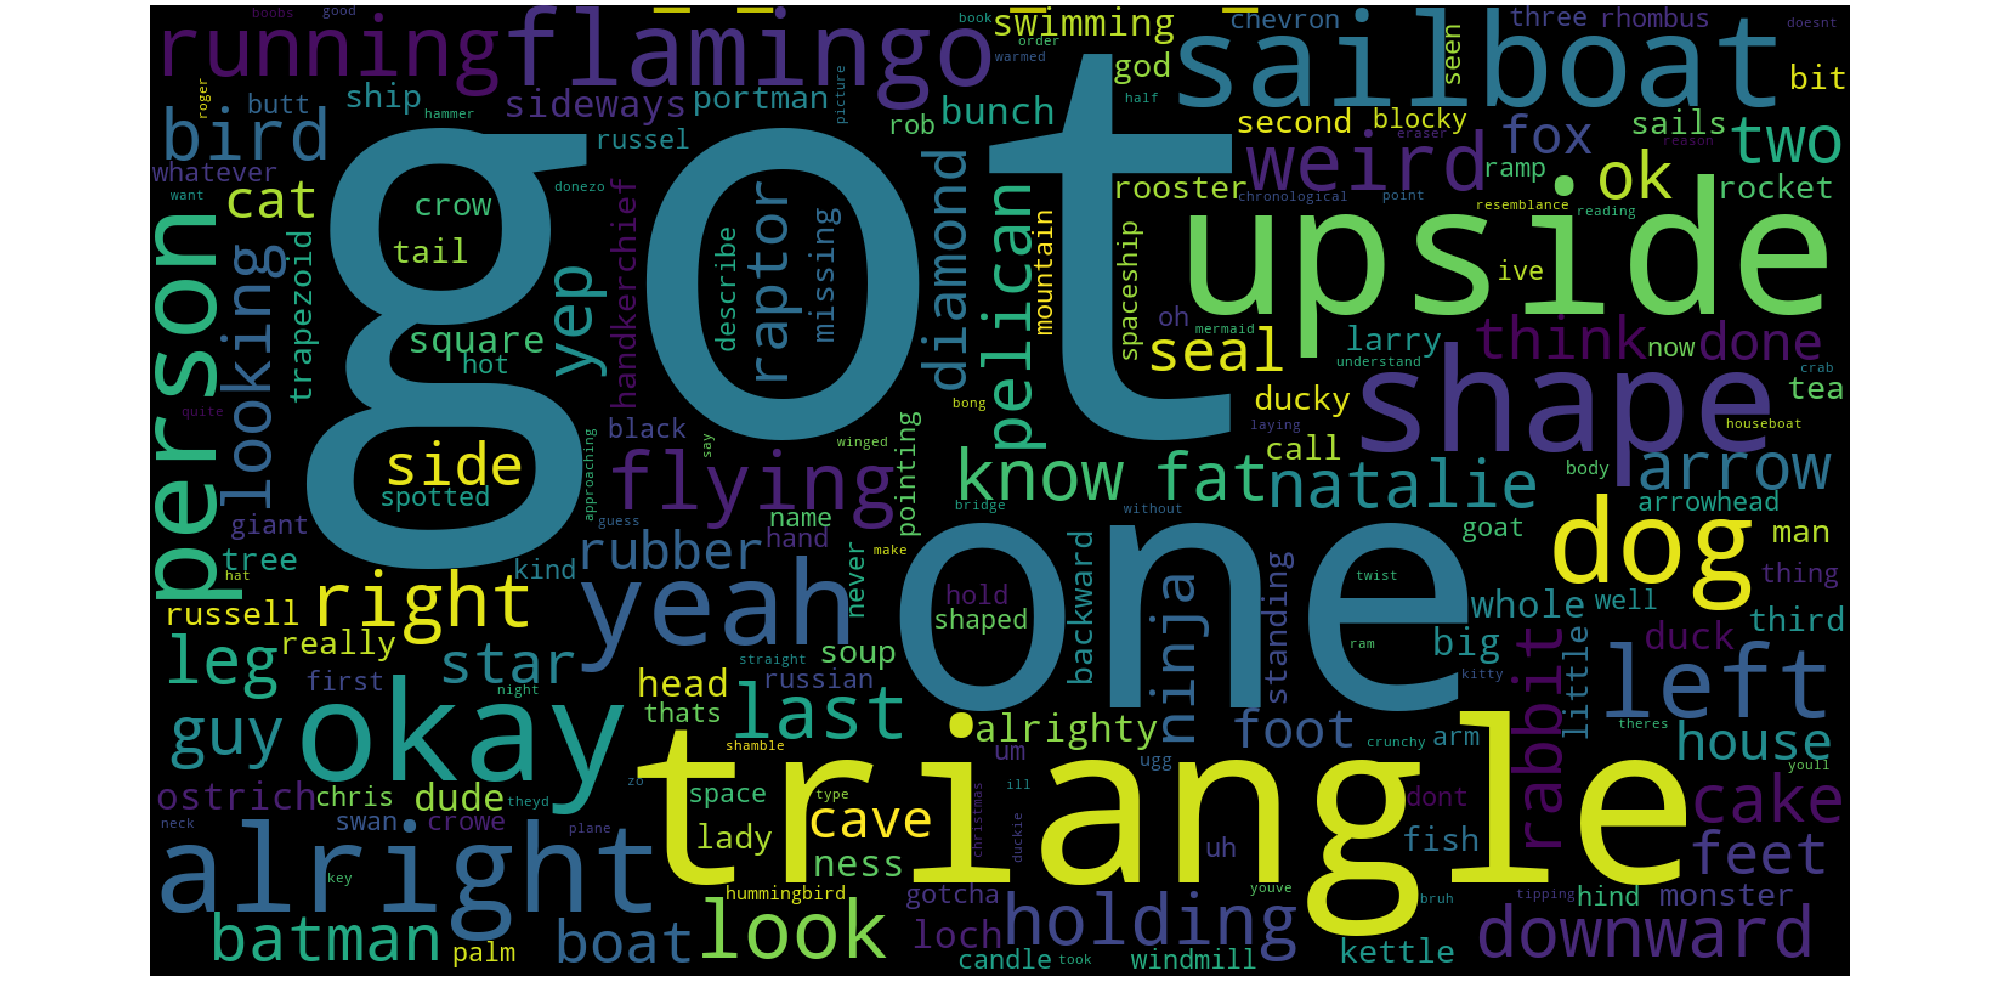 boobs
good
running
flamingo
book
order
warmed
swimming
sailboat
chevron
three
rhombus
doesnt
roger
butt
ship
hammer
sideways
portman
picture
god
half
seen
bit
bird
russel
rob
bunch
second
blocky
eraser
fox
sails
reason
two
whatever
want
cat
donezo
got
weird
ramp
ok
rooster
rocket
chronological
point
resemblance
reading
person
looking
trapezoid
crow
tail
yep
handkerchief
describe
raptor
missing
diamond
pelican
mountain
spaceship
upside
ive
square
hot
oh
mermaid
seal
larry
understand
think
now
done
crab
tea
quite
bong
ducky
shape
houseboat
side
spotted
approaching
black
say
winged
flying
pointing
laying
call
know
fat
natalie
body
arrow
arrowhead
giant
guess
name
hand
bridge
without
goat
dog
man
tree
hat
kind
rubber
never
make
one
backward
twist
thing
russell
right
yeah
hold
shaped
ninja
standing
whole
well
third
really
leg
star
straight
soup
ram
big
rabbit
little
duck
left
first
night
russian
head
thats
last
kitty
guy
okay
shamble
alrighty
foot
crunchy
arm
theres
house
um
ugg
youll
ostrich
chris
dude
theyd
zo
triangle
space
type
cave
christmas
ill
dont
cake
neck
swan
crowe
plane
lady
duckie
uh
fish
feet
alright
key
ness
hummingbird
gotcha
youve
bruh
tipping
hind
monster
batman
palm
boat
look
loch
holding
downward
candle
took
windmill
kettle